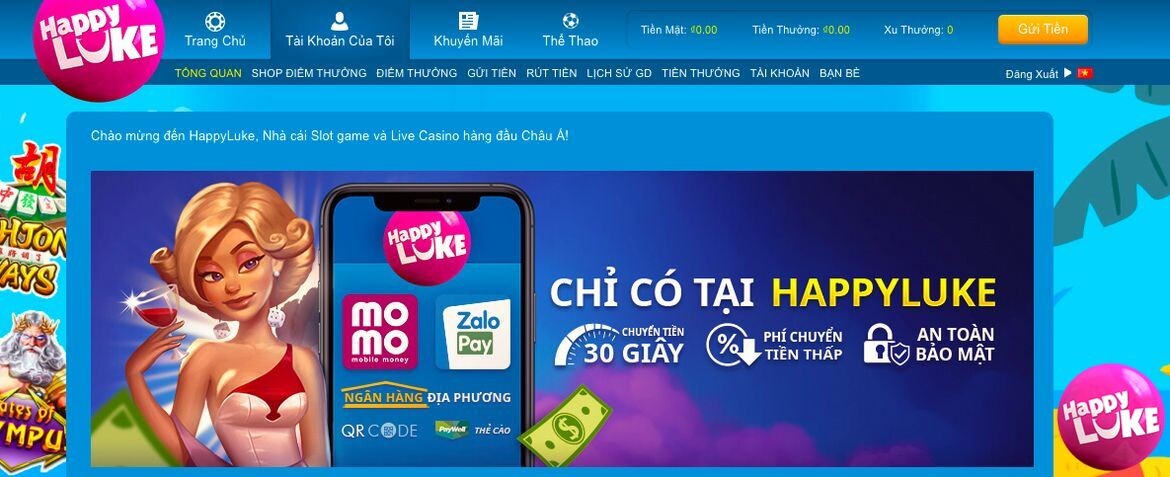 Happy LUKE
Trang Chủ
Tài Khoản Của Tôi
Khuyến Mãi
Thể Thao
Tiền Mặt: ₫0.00
Tiền Thưởng: ₫0.00
Xu Thưởng: 0
Gửi Tiền
TỔNG QUAN SHOP ĐIỂM THƯỞNG ĐIỂM THƯỞNG GỬI TIỀN RÚT TIỀN LỊCH SỬ GD TIỀN THƯỞNG TÀI KHOẢN BẠN BÈ
Đăng Xuất
Chào mừng đến HappyLuke, Nhà cái Slot game và Live Casino hàng đầu Châu Á!
胡
Happy
LUKE
momo
mobile money
Zalo
Pay
NGÂN HÀNG ĐỊA PHƯƠNG
QR CODE
PayWell THẺ CÀO
CHỈ CÓ TẠI HAPPYLUKE
CHUYỂN TIỀN
30 GIÂY
PHÍ CHUYỂN
TIỀN THẤP
AN TOÀN
BẢO MẬT
Happy
LUKE